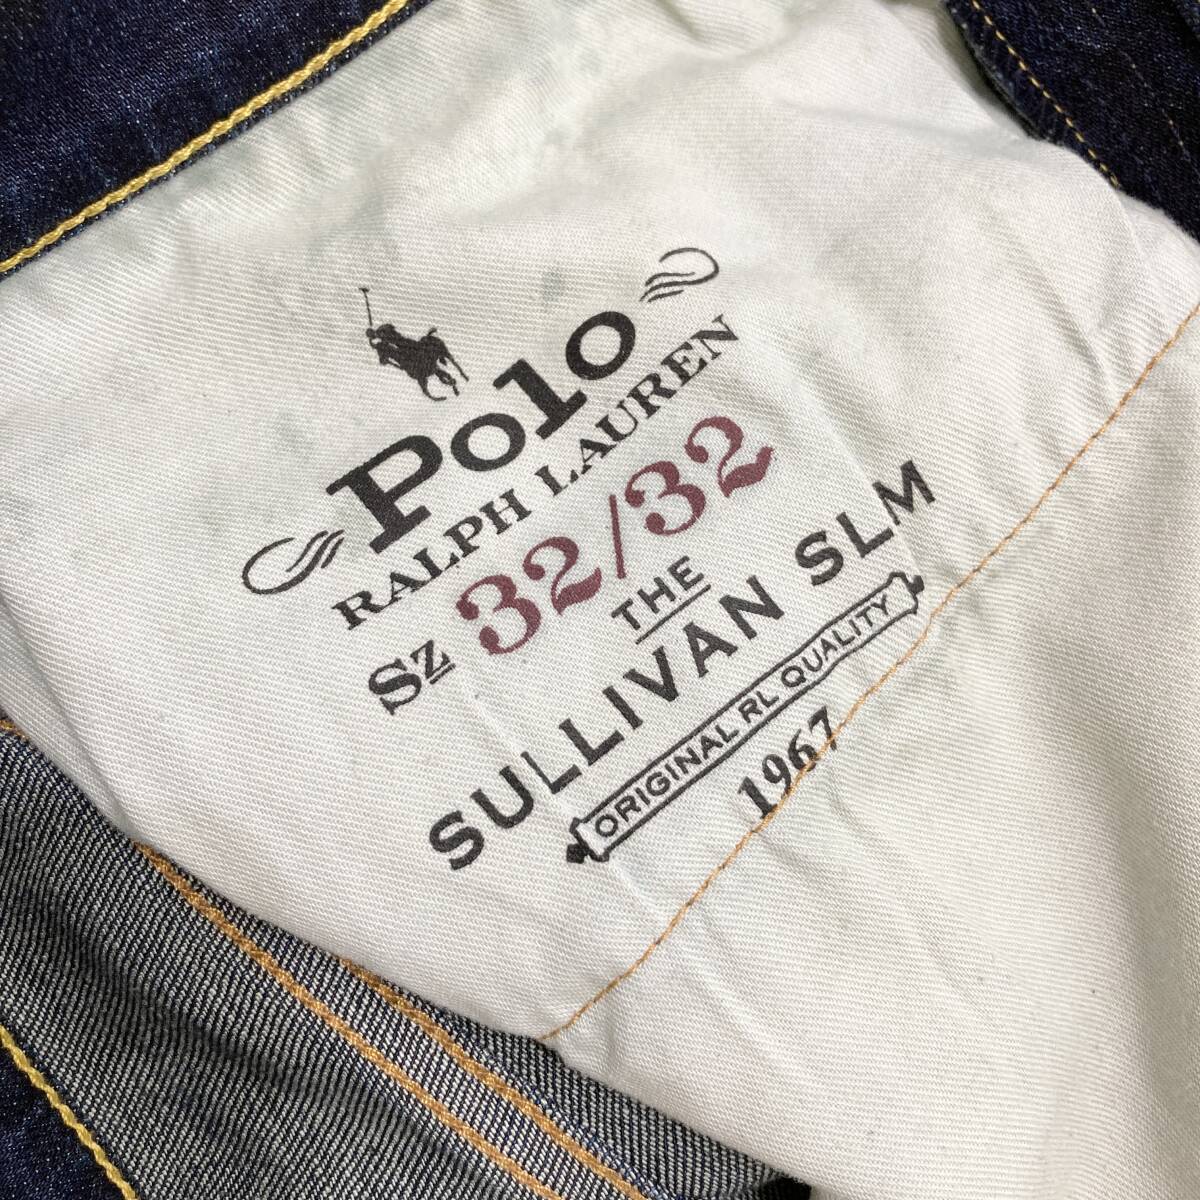 Polo
RALPH LAUREN
Sz 32/32
THE
SULLIVAN SLM
ORIGINAL RL QUALITY
1967